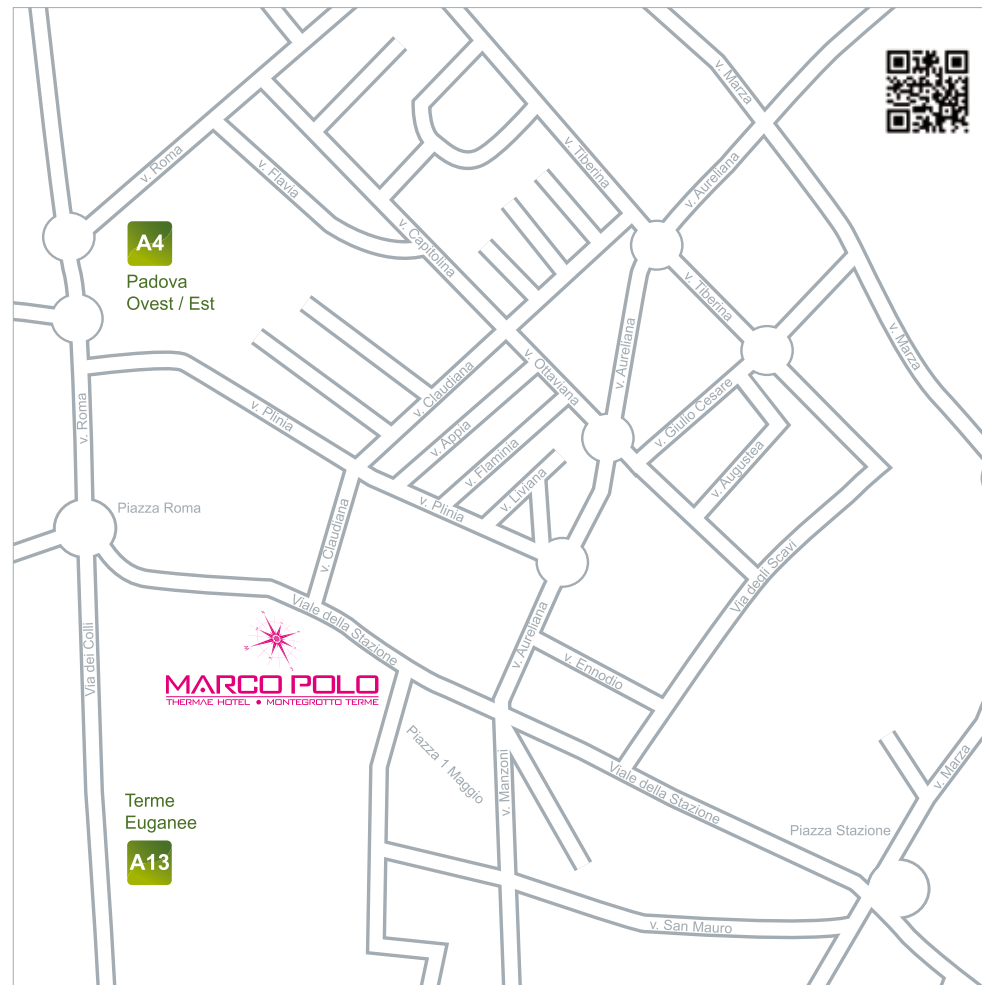 v. Marza
v. Roma
v. Flavia
v. Tiberina
v. Aureliana
A4
Padova
Ovest / Est
v. Capitolina
v. Tiberina
v. Marza
v. Aureliana
v. Ottaviana
v. Claudiana
v. Giulio Cesare
v. Roma
v. Plinia
v. Appia
v. Flaminia
v. Augustea
v. Liviana
Piazza Roma
v. Plinia
v. Claudiana
Via degli Scavi
Viale della Stazione
v. Aureliana
Via dei Colli
v. Ennodio
MARCO POLO
THERMAE HOTEL ● MONTEGROTTO TERME
Piazza 1 Maggio
v. Manzoni
Viale della Stazione
v. Marza
Terme
Euganee
A13
Piazza Stazione
v. San Mauro